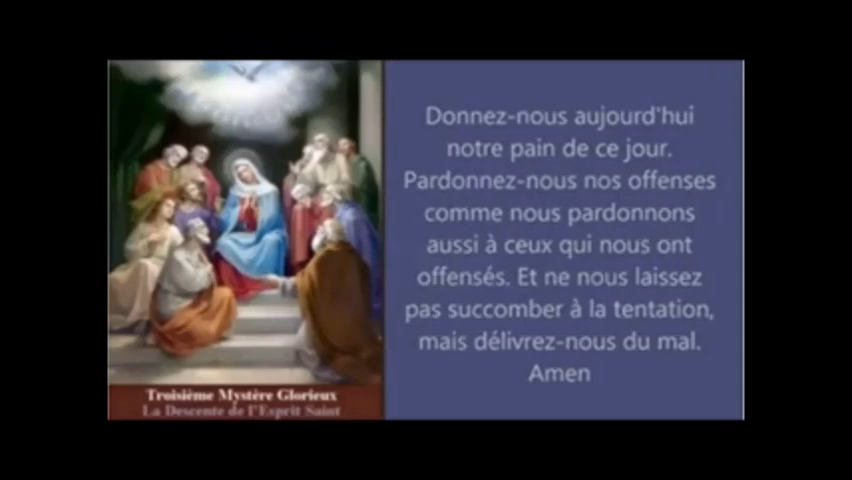 Troisième Mystère Glorieux
La Descente de l'Esprit Saint
Donnez-nous aujourd'hui
notre pain de ce jour.
Pardonnez-nous nos offenses
comme nous pardonnons
aussi à ceux qui nous ont
offensés. Et ne nous laissez
pas succomber à la tentation,
mais délivrez-nous du mal.
Amen